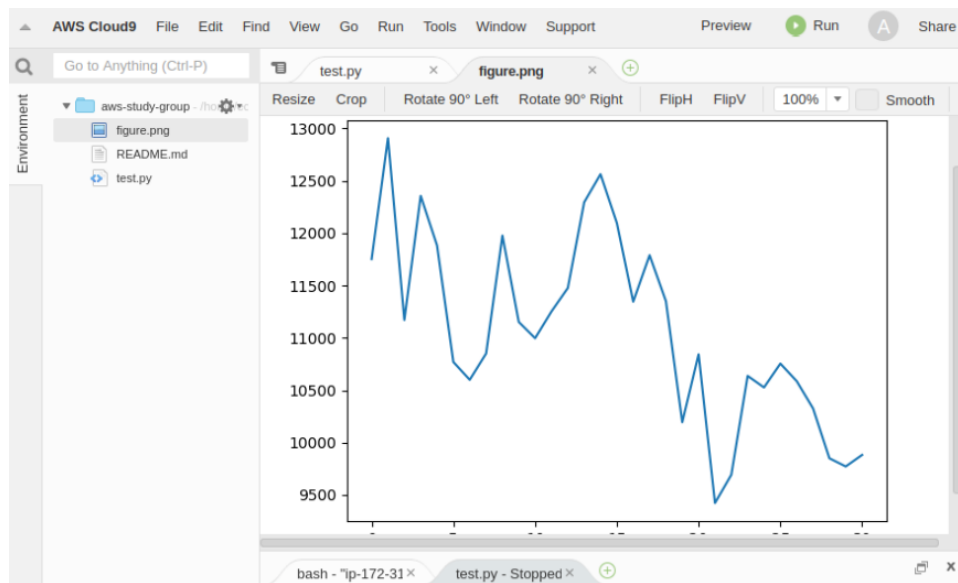 AWS Cloud9 File Edit Find View Go Run Tools Window Support Preview Run A Share
Go to Anything (Ctrl-P)
test.py × figure.png ×
Environment
aws-study-group
figure.png
README.md
test.py
Resize Crop Rotate 90° Left Rotate 90° Right FlipH FlipV 100% Smooth
13000
12500
12000
11500
11000
10500
10000
9500
bash - "ip-172-31 × test.py - Stopped ×